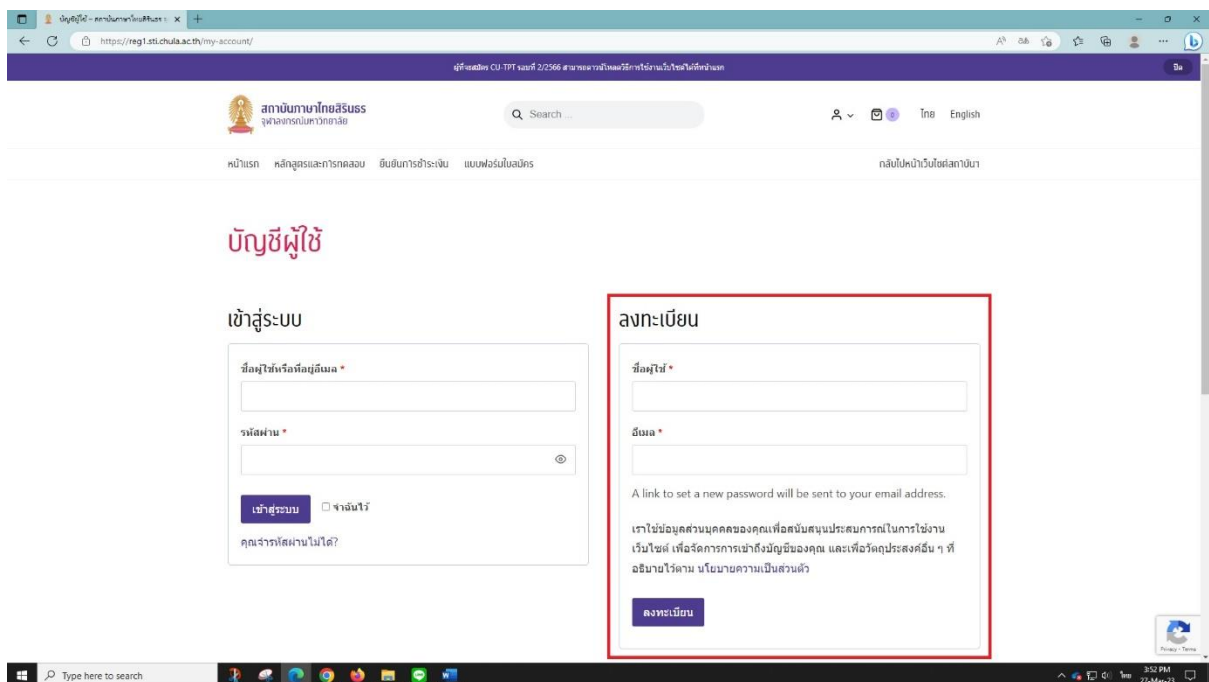 บัญชีผู้ใช้ – สถาบันภาษาไทยสิรินธร
https://reg1.sti.chula.ac.th/my-account/
ผู้ที่จะสมัคร CU-TPT รอบที่ 2/2566 สามารถดาวน์โหลดวิธีการใช้งานเว็บไซต์ได้ที่หน้าแรก
ปิด
สถาบันภาษาไทยสิรินธร
จุฬาลงกรณ์มหาวิทยาลัย
Search ...
0
ไทย English
หน้าแรก หลักสูตรและการทดสอบ ยืนยันการชำระเงิน แบบฟอร์มใบสมัคร
กลับไปหน้าเว็บไซต์สถาบันฯ
บัญชีผู้ใช้
เข้าสู่ระบบ
ชื่อผู้ใช้หรือที่อยู่อีเมล *
รหัสผ่าน *
เข้าสู่ระบบ
จำฉันไว้
คุณจำรหัสผ่านไม่ได้?
ลงทะเบียน
ชื่อผู้ใช้ *
อีเมล *
A link to set a new password will be sent to your email address.
เราใช้ข้อมูลส่วนบุคคลของคุณเพื่อสนับสนุนประสบการณ์ในการใช้งาน
เว็บไซต์ เพื่อจัดการการเข้าถึงบัญชีของคุณ และเพื่อวัตถุประสงค์อื่น ๆ ที่
อธิบายไว้ตาม นโยบายความเป็นส่วนตัว
ลงทะเบียน
Privacy - Terms
Type here to search
ไทย
3:52 PM
27-Mar-23